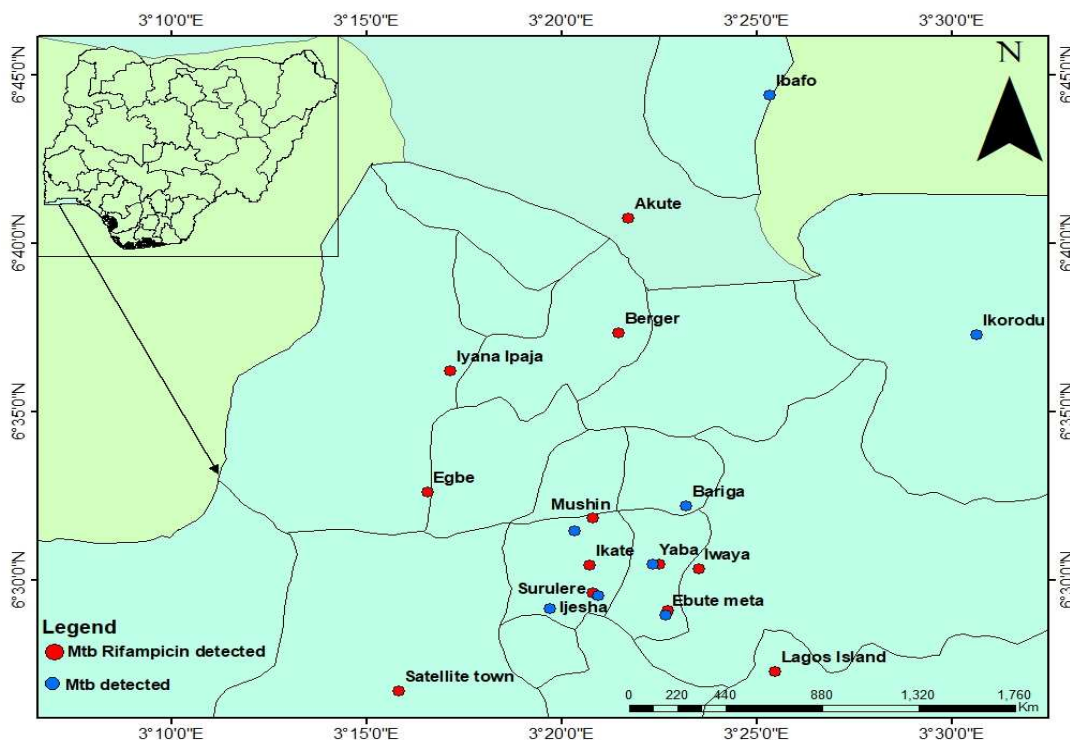 3°10'0"E 3°15'0"E 3°20'0"E 3°25'0"E 3°30'0"E
6°45'0"N 6°45'0"N
N
Ibafo
Akute
6°40'0"N 6°40'0"N
Berger
Ikorodu
Iyana Ipaja
6°35'0"N 6°35'0"N
Egbe
Bariga
Mushin
Ikate
Yaba
Iwaya
6°30'0"N 6°30'0"N
Surulere
Ijesha
Ebute meta
Legend
Mtb Rifampicin detected
Mtb detected
Lagos Island
Satellite town
0 220 440 880 1,320 1,760
Km
3°10'0"E 3°15'0"E 3°20'0"E 3°25'0"E 3°30'0"E